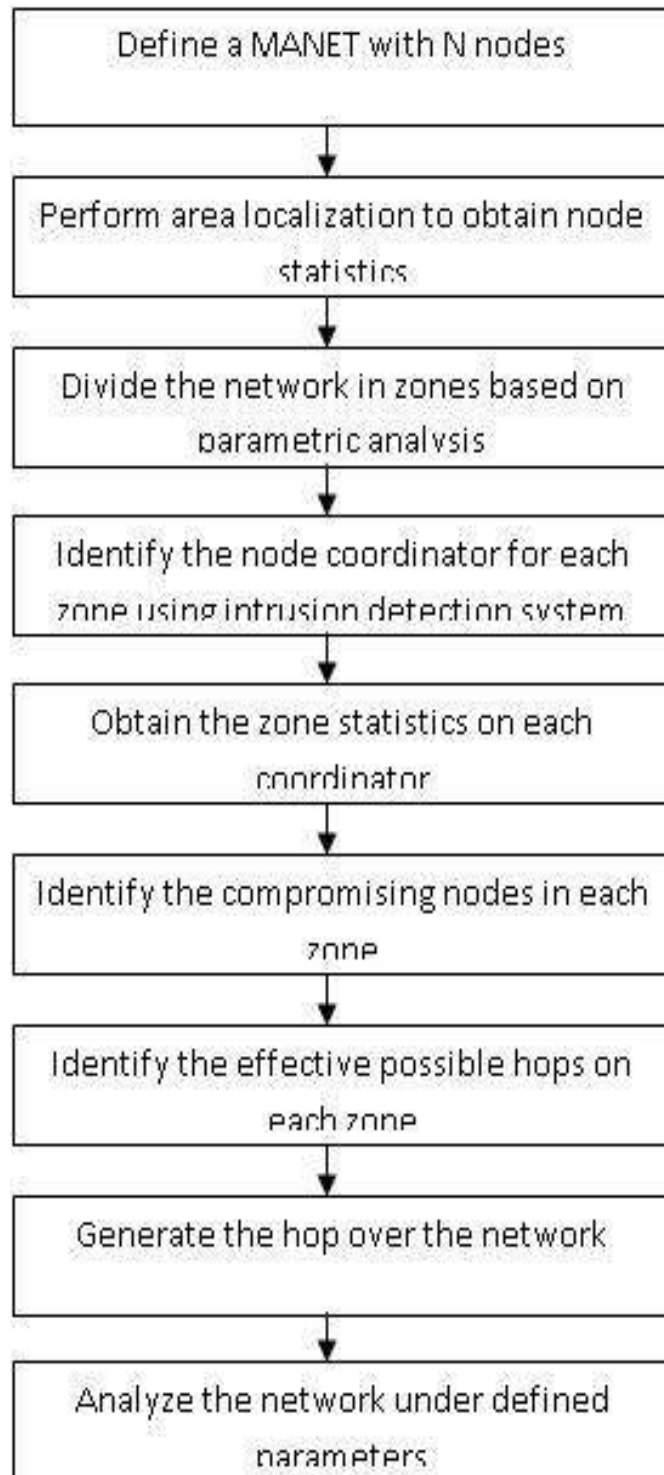 Define a MANET with N nodes
Perform area localization to obtain node
statistics
Divide the network in zones based on
parametric analysis
Identify the node coordinator for each
zone using intrusion detection system
Obtain the zone statistics on each
coordinator
Identify the compromising nodes in each
zone
Identify the effective possible hops on
each zone
Generate the hop over the network
Analyze the network under defined
parameters